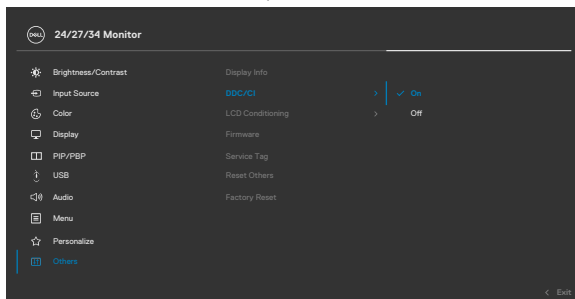 DELL 24/27/34 Monitor
Brightness/Contrast Display Info
Input Source DDC/CI > ✓ On
Color LCD Conditioning > Off
Display Firmware
PIP/PBP Service Tag
USB Reset Others
Audio Factory Reset
Menu
Personalize
Others
< Exit